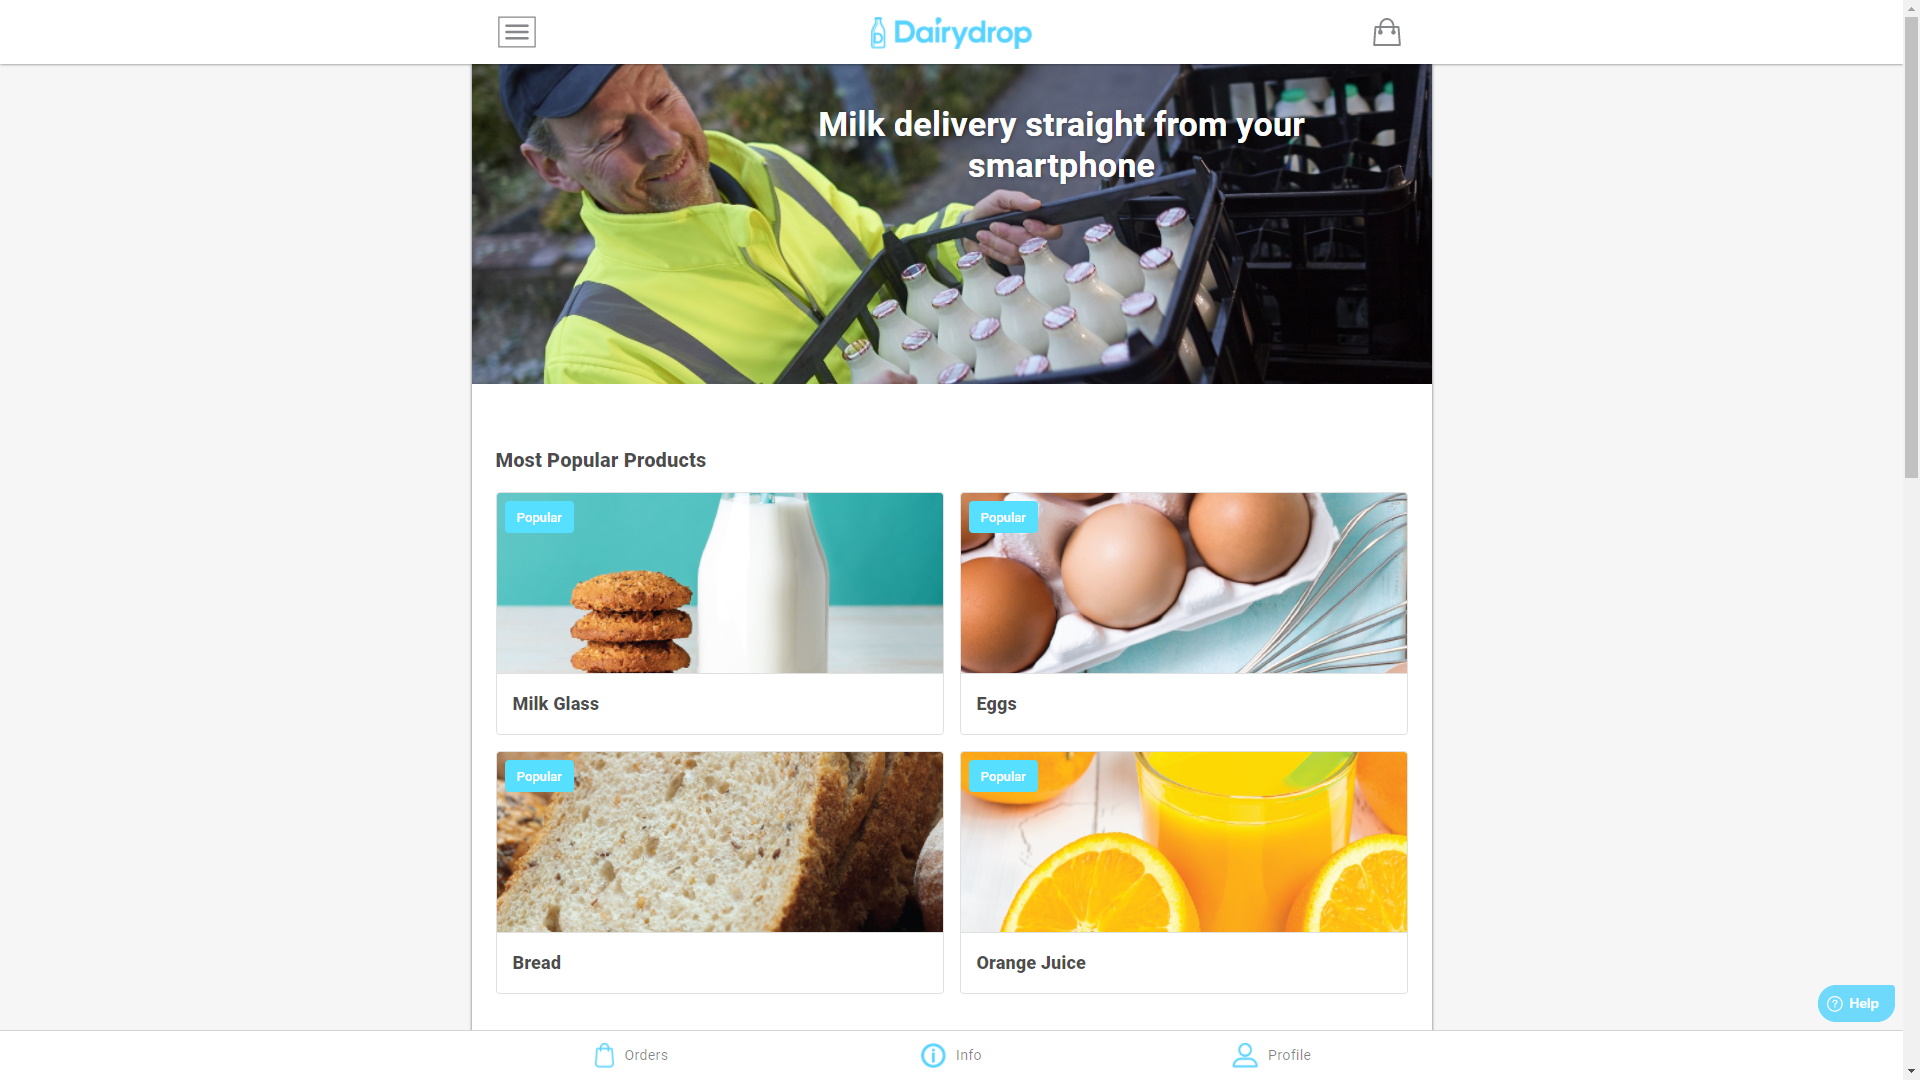 Dairydrop
Milk delivery straight from your
smartphone
Most Popular Products
Popular
Popular
Milk Glass
Eggs
Popular
Popular
Bread
Orange Juice
Help
Orders
Info
Profile